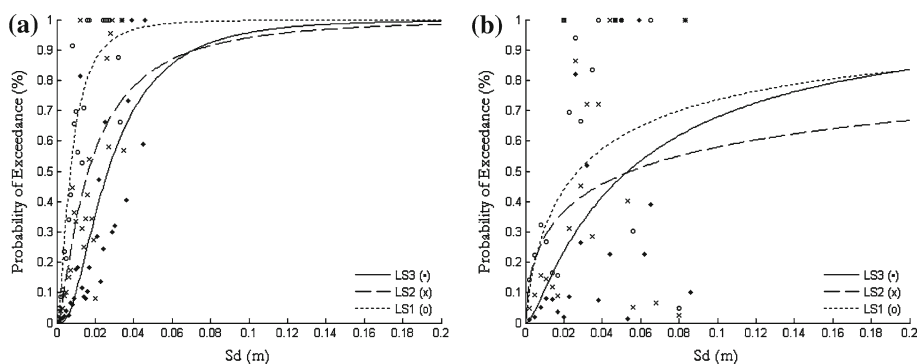 (a)
Probability of Exceedance (%)
1
0.9
0.8
0.7
0.6
0.5
0.4
0.3
0.2
0.1
0
0 0.02 0.04 0.06 0.08 0.1 0.12 0.14 0.16 0.18 0.2
Sd (m)
LS3 (•)
LS2 (x)
LS1 (o)
(b)
Probability of Exceedance (%)
1
0.9
0.8
0.7
0.6
0.5
0.4
0.3
0.2
0.1
0
0 0.02 0.04 0.06 0.08 0.1 0.12 0.14 0.16 0.18 0.2
Sd (m)
LS3 (•)
LS2 (x)
LS1 (o)